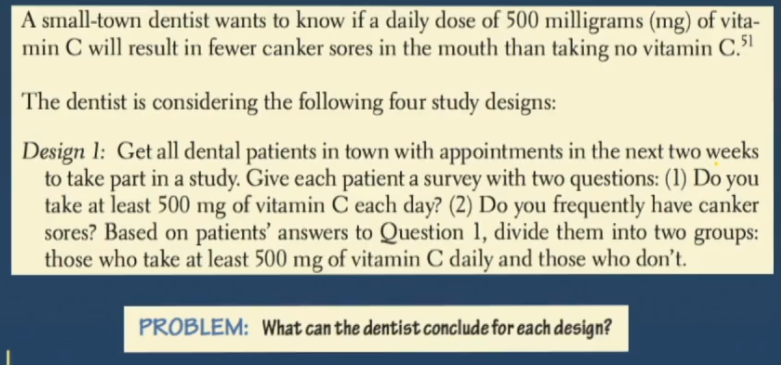 A small-town dentist wants to know if a daily dose of 500 milligrams (mg) of vita-
min C will result in fewer canker sores in the mouth than taking no vitamin C.51
The dentist is considering the following four study designs:
Design 1: Get all dental patients in town with appointments in the next two weeks
to take part in a study. Give each patient a survey with two questions: (1) Do you
take at least 500 mg of vitamin C each day? (2) Do you frequently have canker
sores? Based on patients' answers to Question 1, divide them into two groups:
those who take at least 500 mg of vitamin C daily and those who don't.
PROBLEM: What can the dentist conclude for each design?